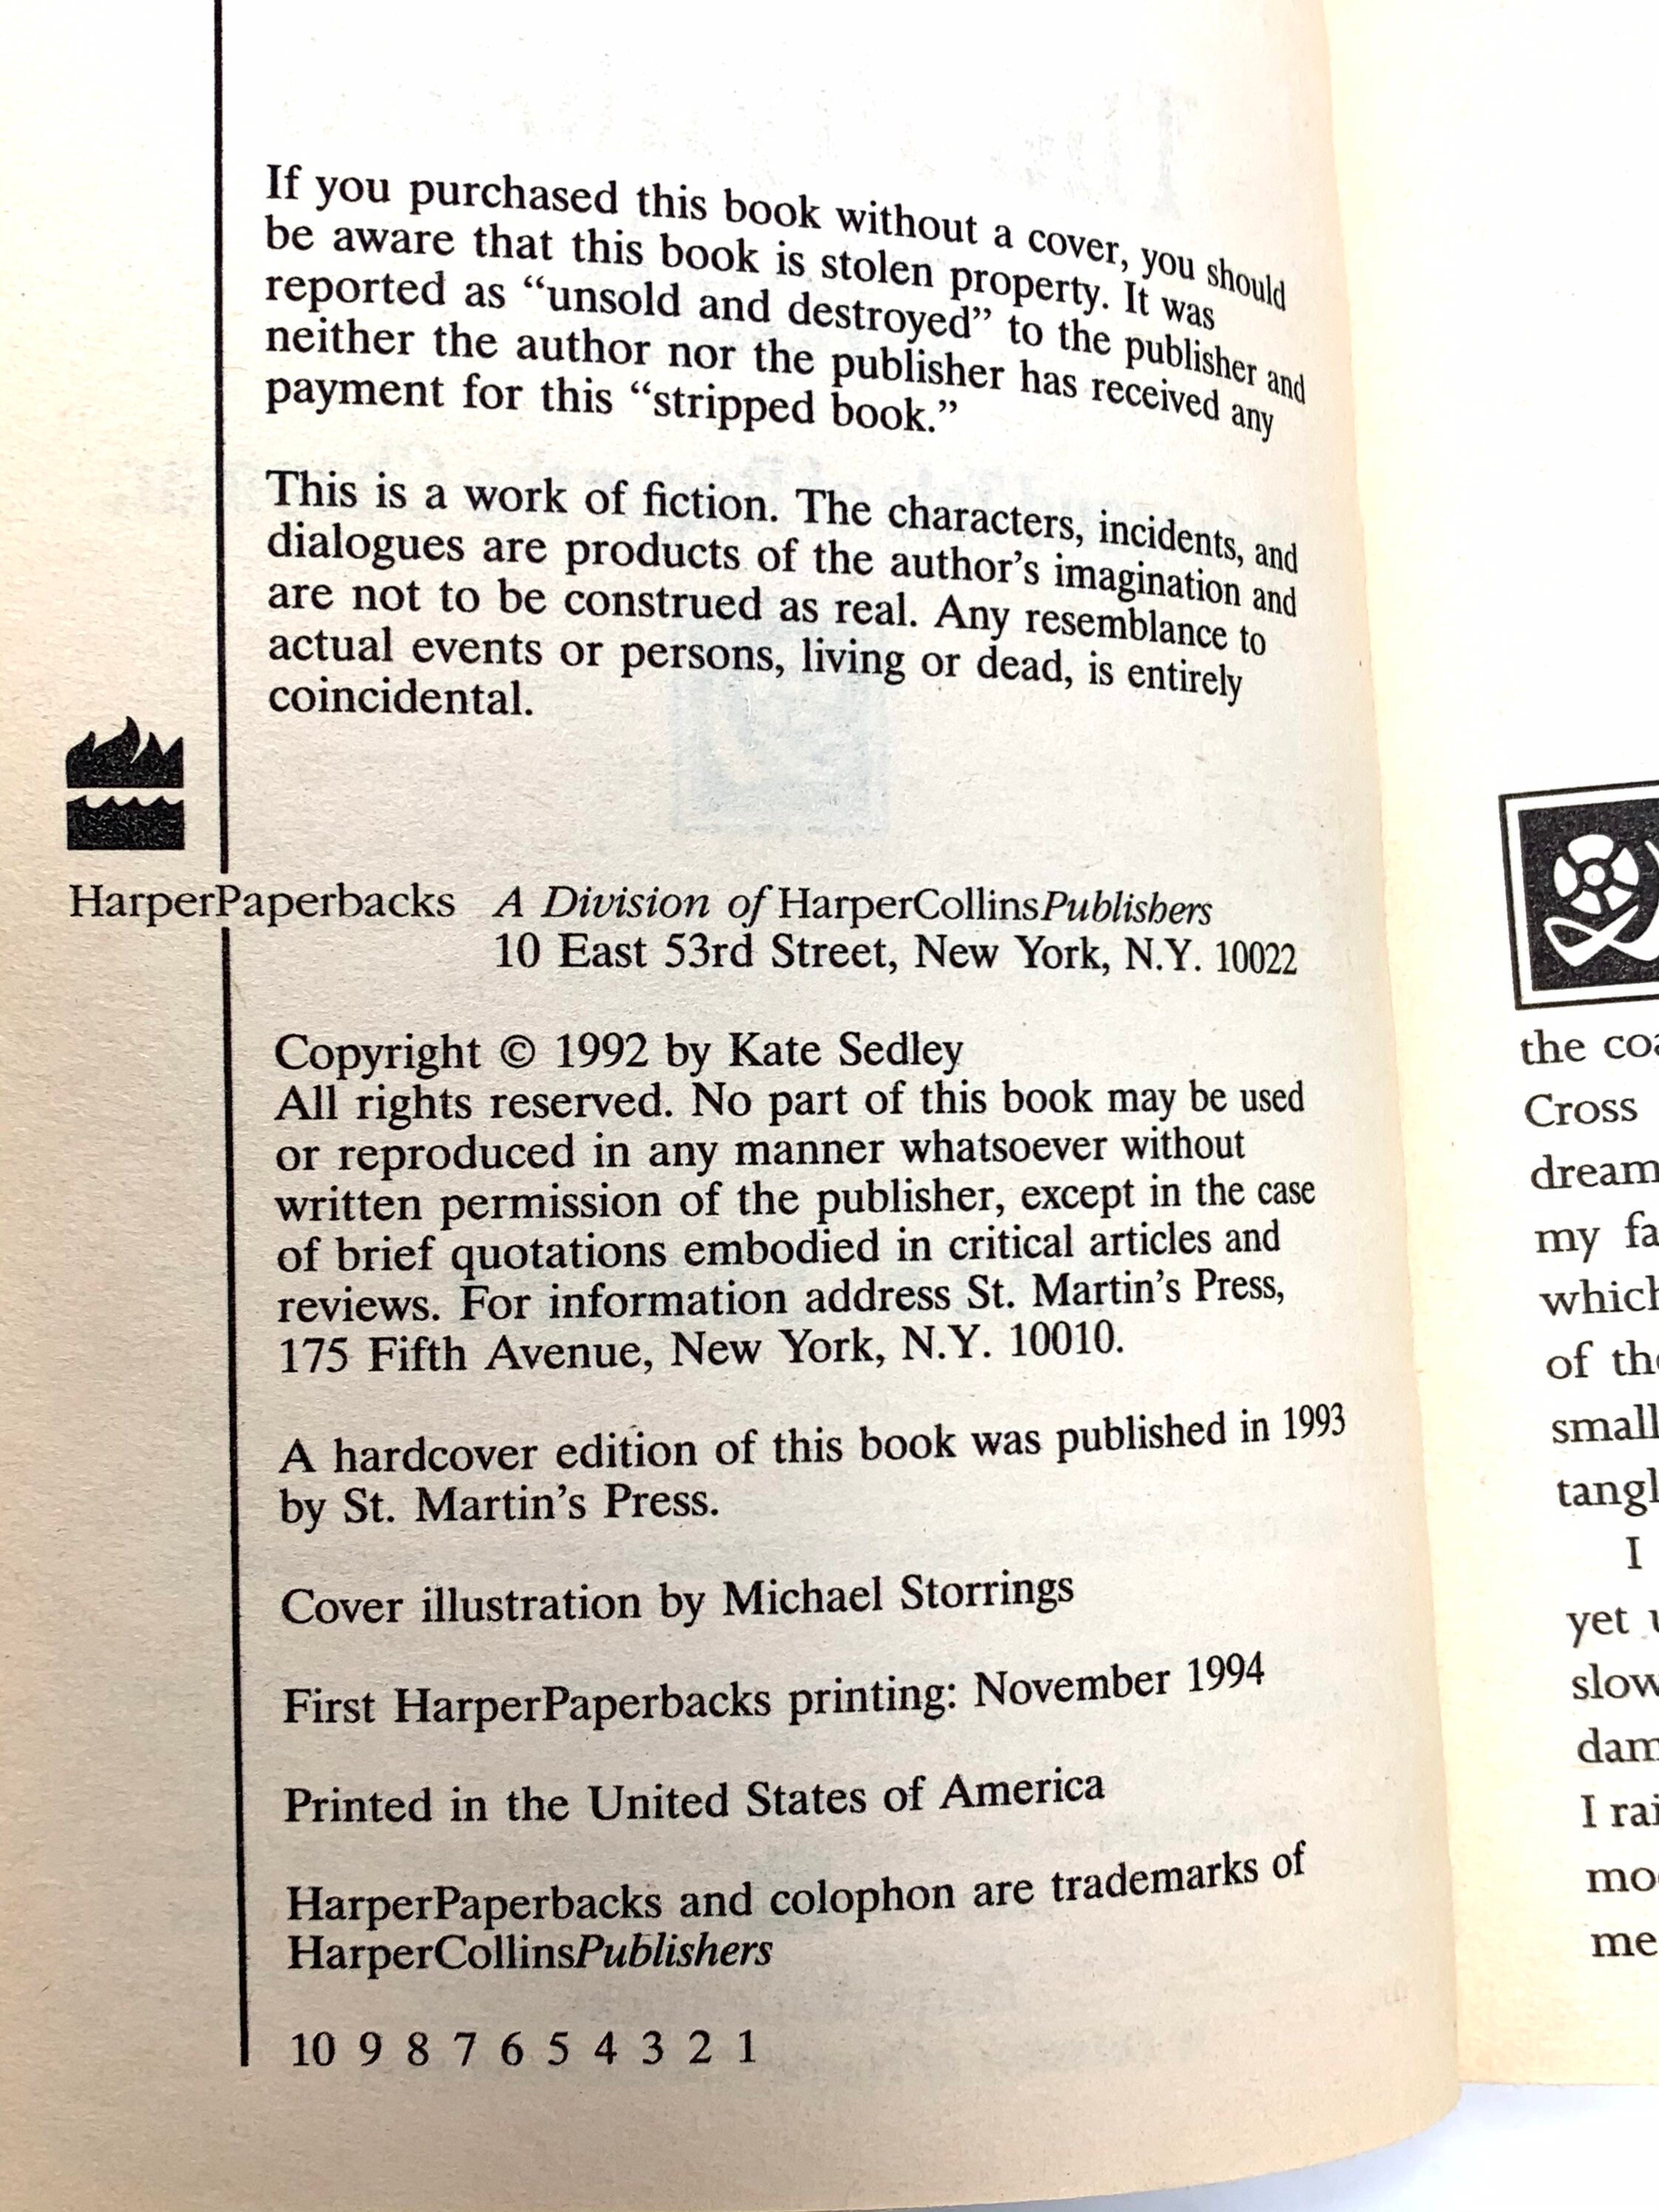 If you purchased this book without a cover, you should
be aware that this book is stolen property. It was
reported as “unsold and destroyed” to the publisher and
neither the author nor the publisher has received any
payment for this “stripped book.”
This is a work of fiction. The characters, incidents, and
dialogues are products of the author’s imagination and
are not to be construed as real. Any resemblance to
actual events or persons, living or dead, is entirely
coincidental.
HarperPaperbacks A Division of HarperCollinsPublishers
10 East 53rd Street, New York, N.Y. 10022
Copyright © 1992 by Kate Sedley
All rights reserved. No part of this book may be used
or reproduced in any manner whatsoever without
written permission of the publisher, except in the case
of brief quotations embodied in critical articles and
reviews. For information address St. Martin’s Press,
175 Fifth Avenue, New York, N.Y. 10010.
A hardcover edition of this book was published in 1993
by St. Martin’s Press.
Cover illustration by Michael Storrings
First HarperPaperbacks printing: November 1994
Printed in the United States of America
HarperPaperbacks and colophon are trademarks of
HarperCollinsPublishers
10 9 8 7 6 5 4 3 2 1
the
Cross
dream
my
which
of
small
I
yet
slow
I
me